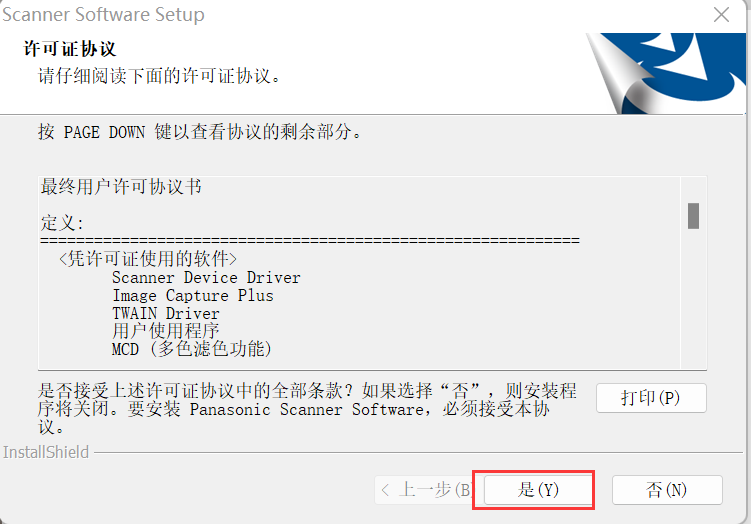 Scanner Software Setup
许可证协议
请仔细阅读下面的许可证协议。
按 PAGE DOWN 键以查看协议的剩余部分。
最终用户许可协议书
定义:
============================================================
<凭许可证使用的软件>
Scanner Device Driver
Image Capture Plus
TWAIN Driver
用户使用程序
MCD (多色滤色功能)
是否接受上述许可证协议中的全部条款？如果选择“否”，则安装程
序将关闭。要安装 Panasonic Scanner Software，必须接受本协
议。
打印(P)
InstallShield
< 上一步(B
是(Y)
否(N)